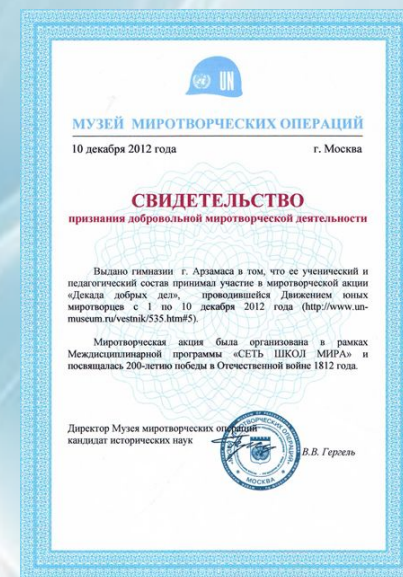 UN
МУЗЕЙ МИРОТВОРЧЕСКИХ ОПЕРАЦИЙ
10 декабря 2012 года г. Москва
СВИДЕТЕЛЬСТВО
признания добровольной миротворческой деятельности
Выдано гимназии г. Арзамаса в том, что ее ученический и
педагогический состав принимал участие в миротворческой акции
«Декада добрых дел», проводившейся Движением юных
миротворцев с 1 по 10 декабря 2012 года (http://www.un-
museum.ru/vestnik/535.htm#5).
Миротворческая акция была организована в рамках
Междисциплинарной программы «СЕТЬ ШКОЛ МИРА» и
посвящалась 200-летию победы в Отечественной войне 1812 года.
Директор Музея миротворческих операций
кандидат исторических наук
В.В. Гергель
МОСКВА